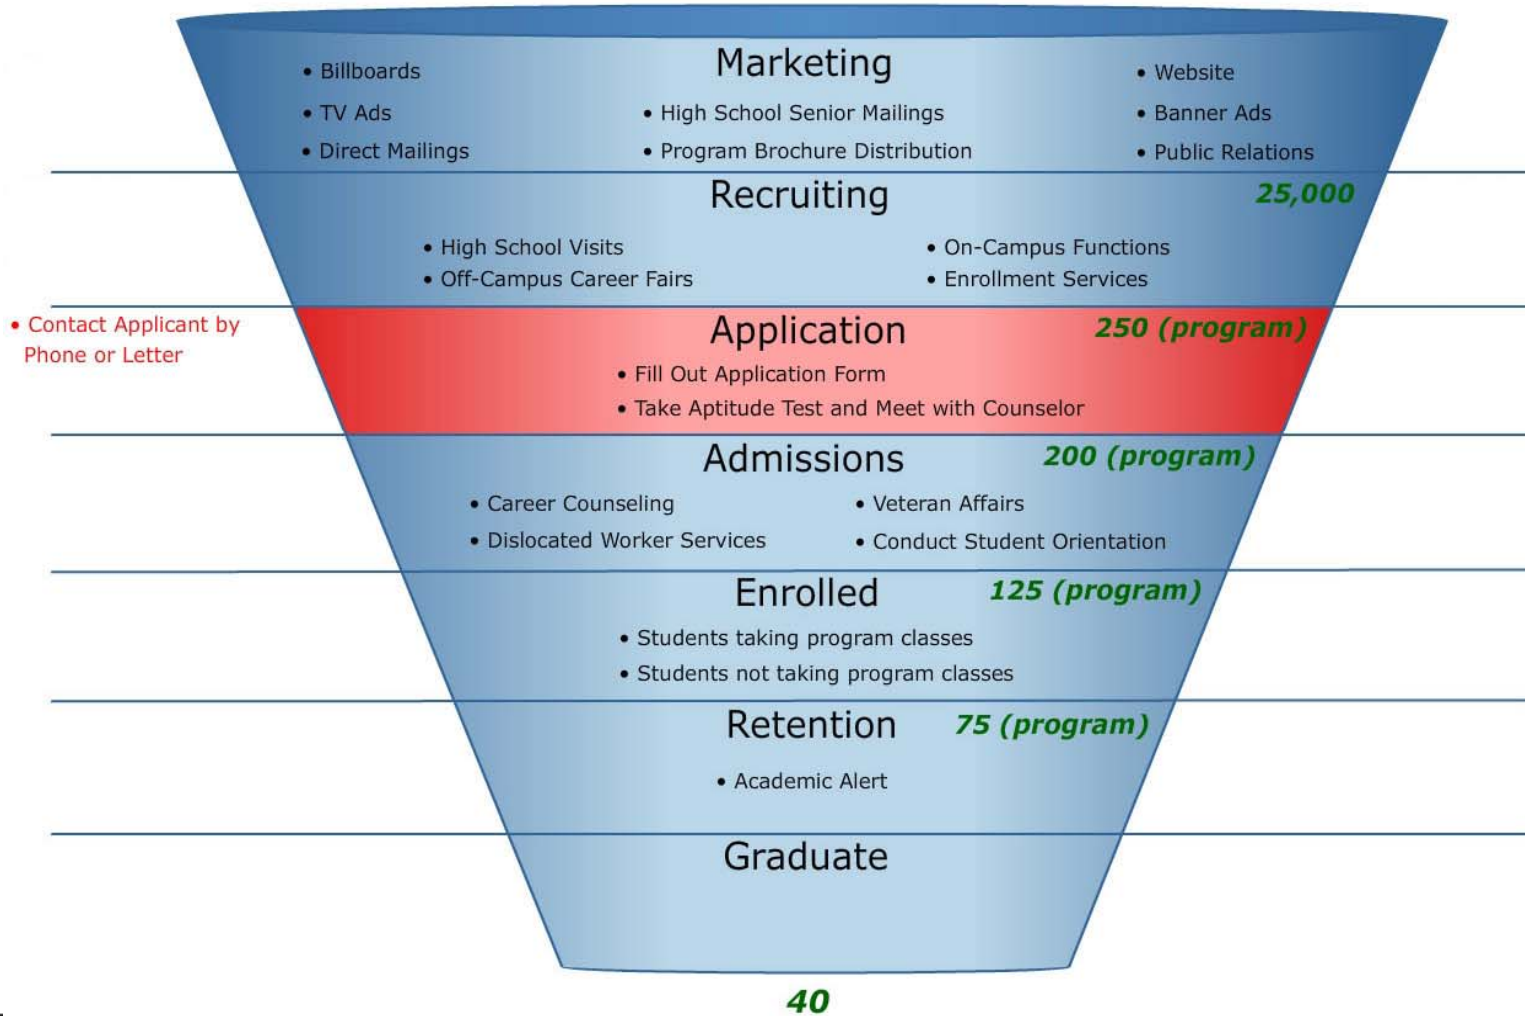 Marketing
• Billboards
• TV Ads
• Direct Mailings
• High School Senior Mailings
• Program Brochure Distribution
• Website
• Banner Ads
• Public Relations
Recruiting
25,000
• High School Visits
• Off-Campus Career Fairs
• On-Campus Functions
• Enrollment Services
• Contact Applicant by
Phone or Letter
Application
250 (program)
• Fill Out Application Form
• Take Aptitude Test and Meet with Counselor
Admissions
200 (program)
• Career Counseling
• Dislocated Worker Services
• Veteran Affairs
• Conduct Student Orientation
Enrolled
125 (program)
• Students taking program classes
• Students not taking program classes
Retention
75 (program)
• Academic Alert
Graduate
40